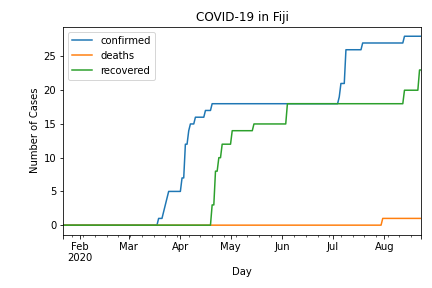 COVID-19 in Fiji
confirmed
deaths
recovered
Number of Cases
25
20
15
10
5
0
Feb Mar Apr May Jun Jul Aug
2020
Day